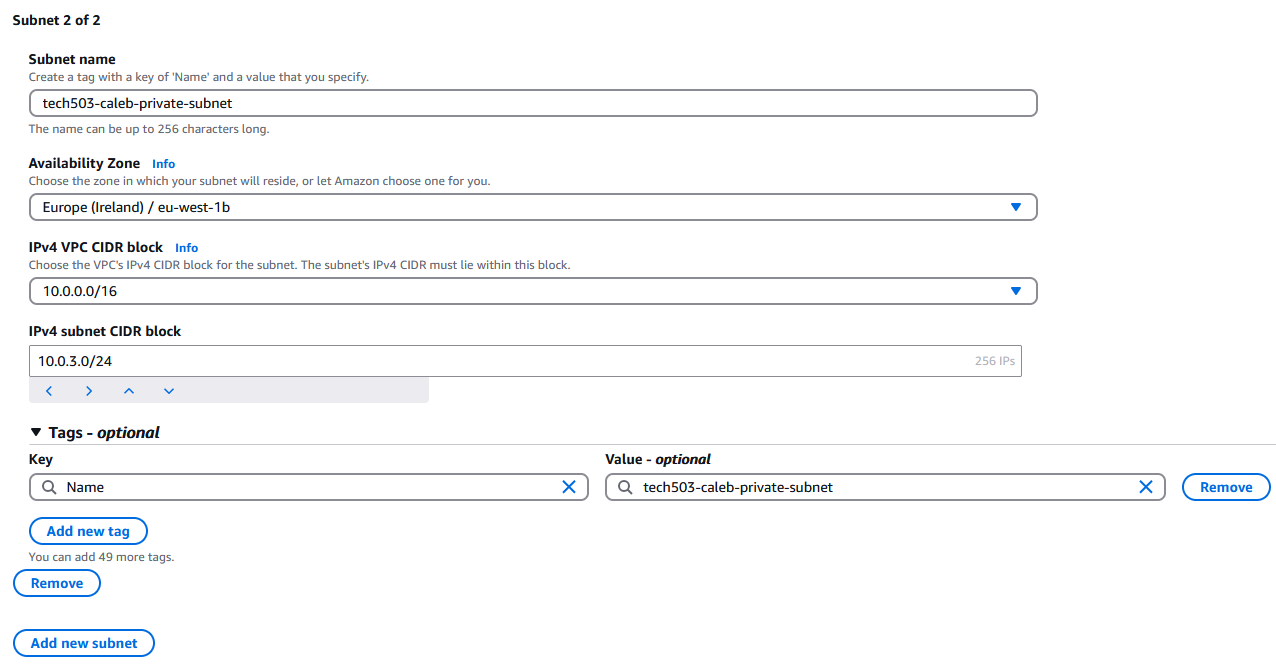 Subnet 2 of 2
Subnet name
Create a tag with a key of 'Name' and a value that you specify.
tech503-caleb-private-subnet
The name can be up to 256 characters long.
Availability Zone Info
Choose the zone in which your subnet will reside, or let Amazon choose one for you.
Europe (Ireland) / eu-west-1b
IPv4 VPC CIDR block Info
Choose the VPC's IPv4 CIDR block for the subnet. The subnet's IPv4 CIDR must lie within this block.
10.0.0.0/16
IPv4 subnet CIDR block
10.0.3.0/24 256 IPs
Tags - optional
Key Value - optional
Name tech503-caleb-private-subnet Remove
Add new tag
You can add 49 more tags.
Remove
Add new subnet